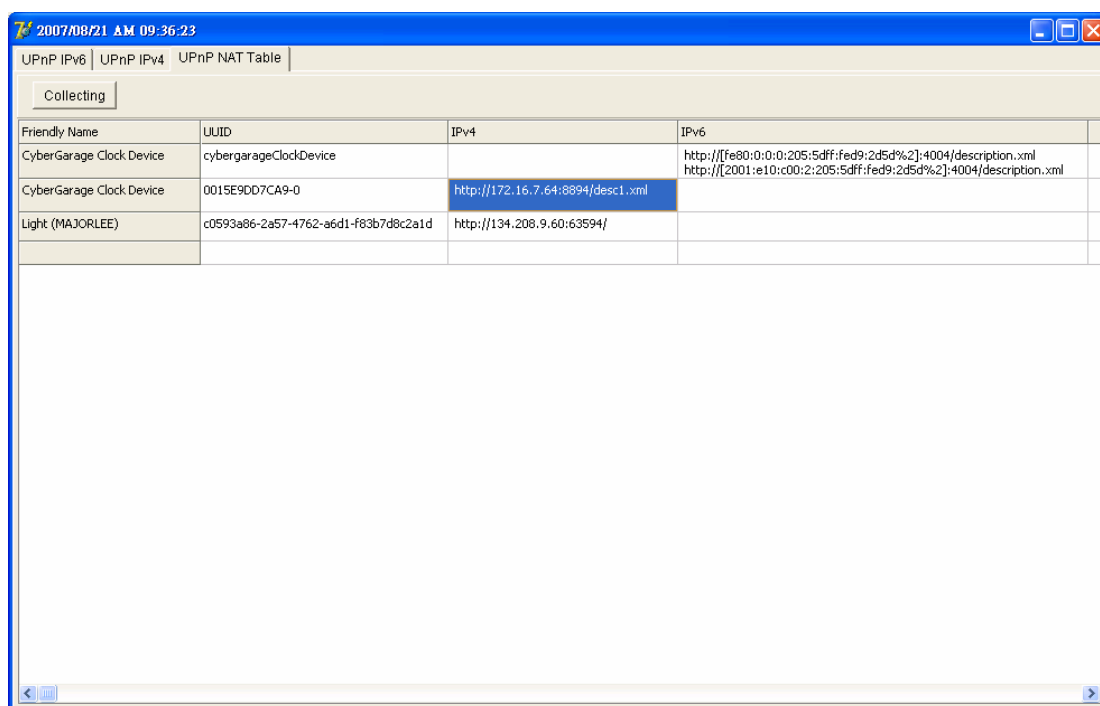 2007/08/21 AM 09:36:23
UPnP IPv6 UPnP IPv4 UPnP NAT Table
Collecting
Friendly Name UUID IPv4 IPv6
CyberGarage Clock Device cybergarageClockDevice http://[fe80:0:0:0:205:5dff:fed9:2d5d%2]:4004/description.xml
http://[2001:e10:c00:2:205:5dff:fed9:2d5d%2]:4004/description.xml
CyberGarage Clock Device 0015E9DD7CA9-0 http://172.16.7.64:8894/desc1.xml
Light (MAJORLEE) c0593a86-2a57-4762-a6d1-f83b7d8c2a1d http://134.208.9.60:63594/